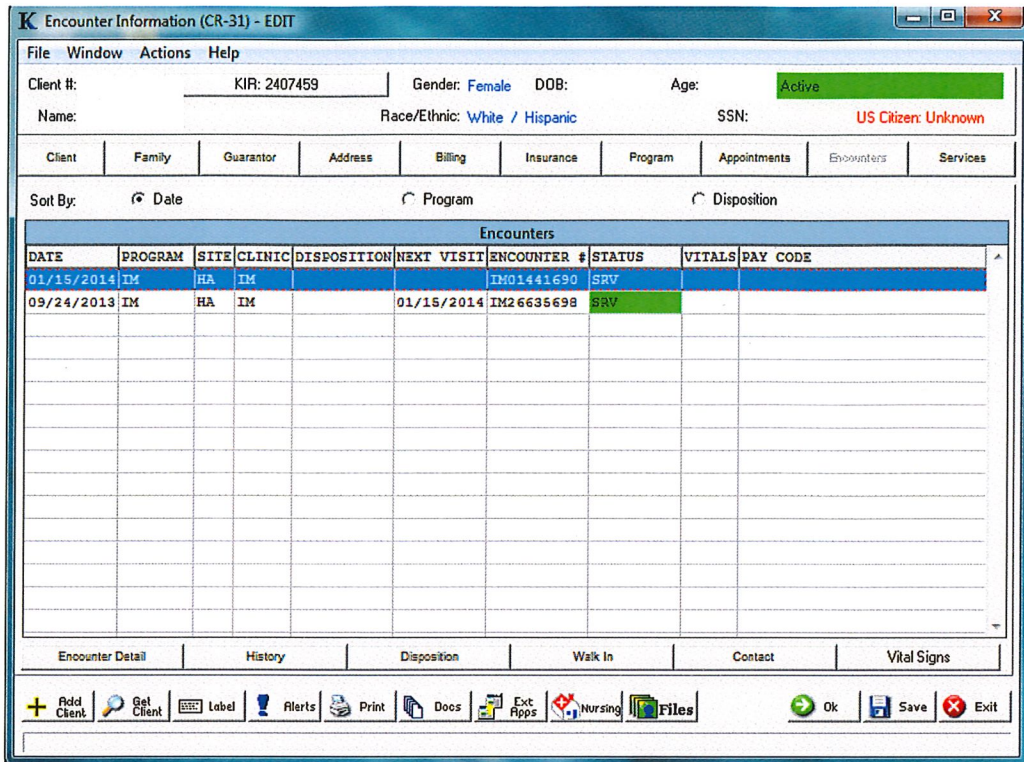 K Encounter Information (CR-31) - EDIT
File Window Actions Help
Client #: KIR: 2407459 Gender: Female DOB: Age: Active
Name: Race/Ethnic: White / Hispanic SSN: US Citizen: Unknown
Client Family Guarantor Address Billing Insurance Program Appointments Encounters Services
Sort By: Date Program Disposition
Encounters
DATE PROGRAM SITE CLINIC DISPOSITION NEXT VISIT ENCOUNTER # STATUS VITALS PAY CODE
01/15/2014 IM HA IM IM01441690 SRV
09/24/2013 IM HA IM 01/15/2014 IM26635698 SRV
Encounter Detail History Disposition Walk In Contact Vital Signs
Add Client Get Client Label Alerts Print Docs Ext Apps Nursing Files Ok Save Exit